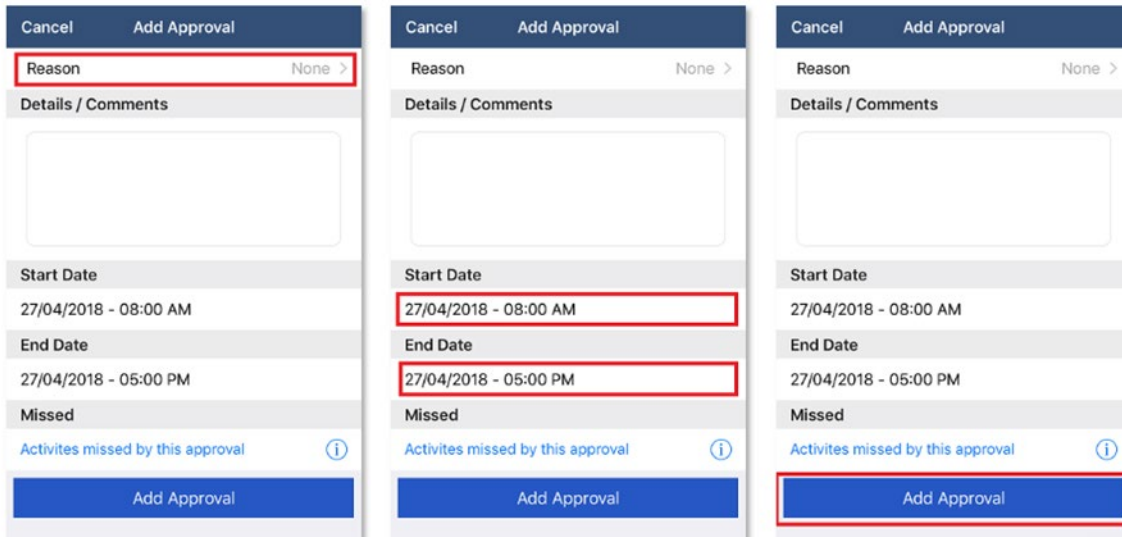 Cancel Add Approval
Reason None >
Details / Comments
Start Date
27/04/2018 - 08:00 AM
End Date
27/04/2018 - 05:00 PM
Missed
Activites missed by this approval
Add Approval
Cancel Add Approval
Reason None >
Details / Comments
Start Date
27/04/2018 - 08:00 AM
End Date
27/04/2018 - 05:00 PM
Missed
Activites missed by this approval
Add Approval
Cancel Add Approval
Reason None >
Details / Comments
Start Date
27/04/2018 - 08:00 AM
End Date
27/04/2018 - 05:00 PM
Missed
Activites missed by this approval
Add Approval